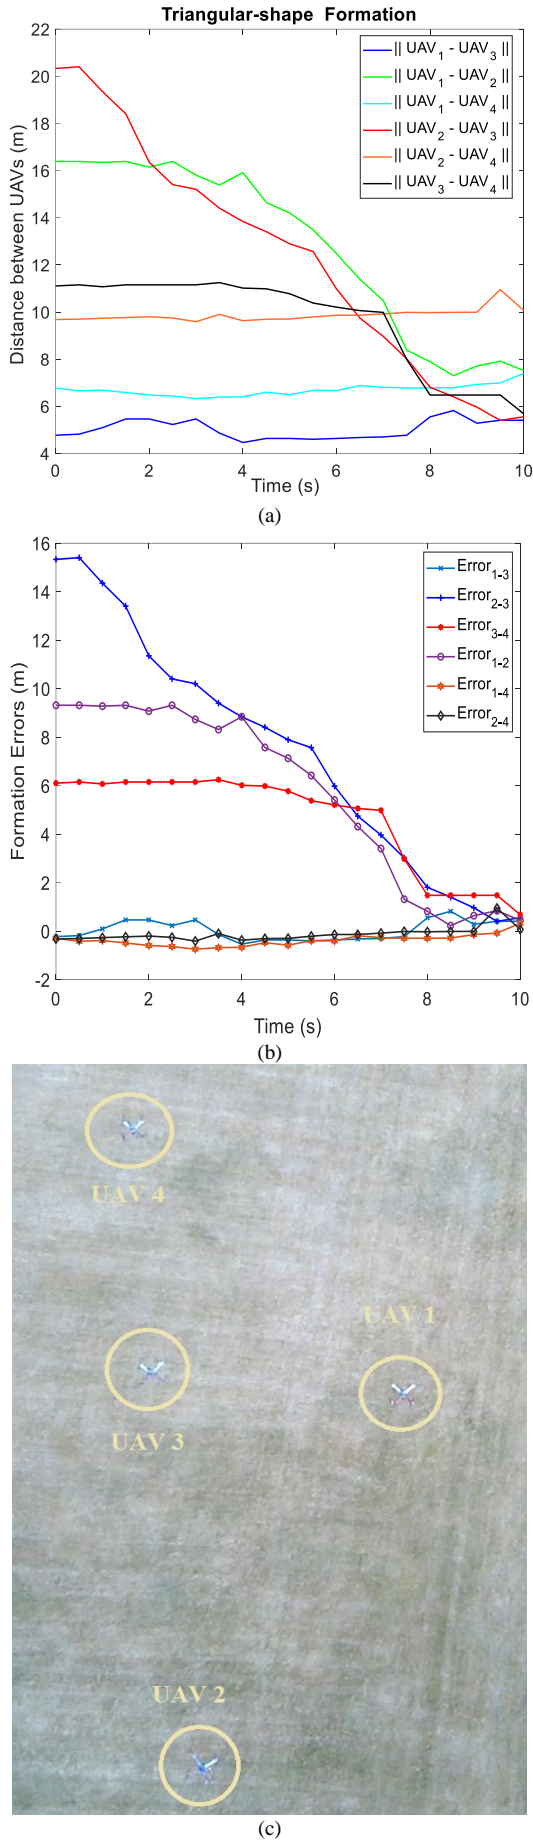 Triangular-shape Formation
22
20
18
16
14
12
10
8
6
4
Distance between UAVs (m)
|| UAV1 - UAV3 ||
|| UAV1 - UAV2 ||
|| UAV1 - UAV4 ||
|| UAV2 - UAV3 ||
|| UAV2 - UAV4 ||
|| UAV3 - UAV4 ||
0 2 4 6 8 10
Time (s)
(a)
16
14
12
10
8
6
4
2
0
-2
Formation Errors (m)
Error1-3
Error2-3
Error3-4
Error1-2
Error1-4
Error2-4
0 2 4 6 8 10
Time (s)
(b)
UAV 4
UAV 1
UAV 3
UAV 2
(c)